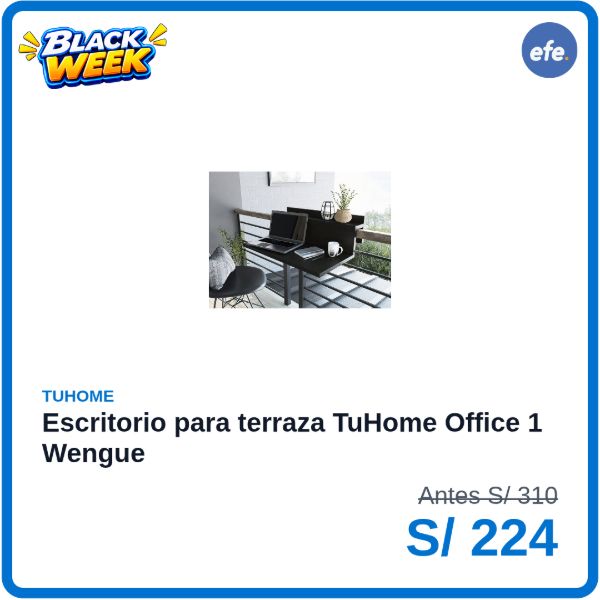 BLACK
WEEK
efe.
TUHOME
Escritorio para terraza TuHome Office 1
Wengue
Antes S/ 310
S/ 224